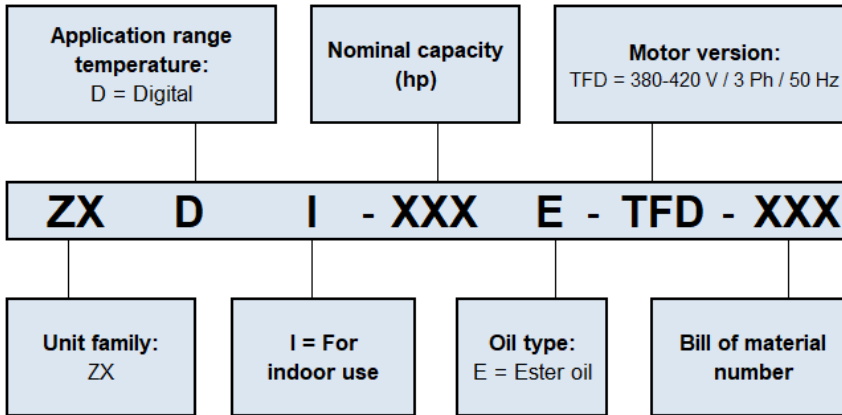 Application range
temperature:
D = Digital
Nominal capacity
(hp)
Motor version:
TFD = 380-420 V / 3 Ph / 50 Hz
ZX D I - XXX E - TFD - XXX
Unit family:
ZX
I = For
indoor use
Oil type:
E = Ester oil
Bill of material
number